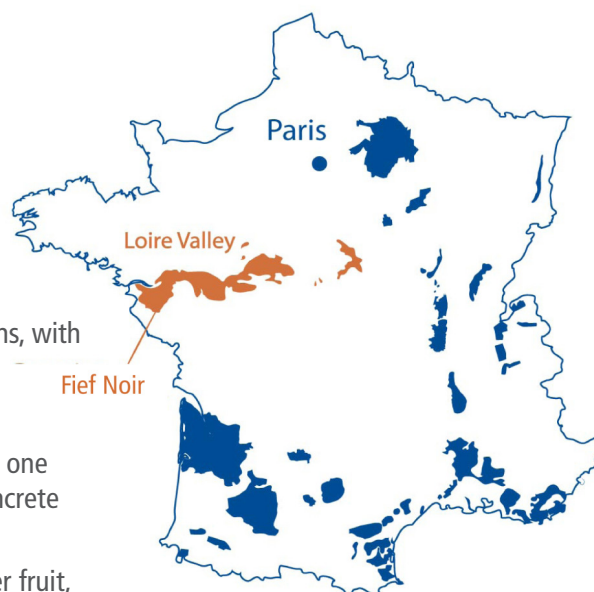 Paris
Loire Valley
ns, with
Fief Noir
one
ncrete
er fruit,